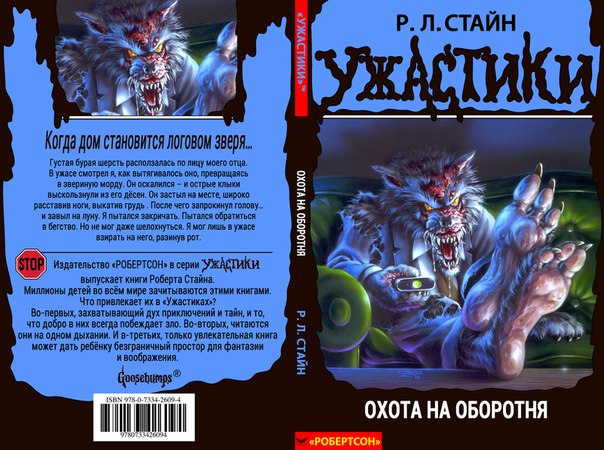 Когда дом становится логовом зверя...
Густая бурая шерсть расползалась по лицу моего отца.
В ужасе смотрел я, как вытягивалось оно, превращаясь
в звериную морду. Он оскалился – и острые клыки
выскользнули из его дёсен. Он застыл на месте, широко
расставив ноги, выкатив грудь . После чего запрокинул голову...
и завыл на луну. Я пытался закричать. Пытался обратиться
в бегство. Но не мог даже шелохнуться. Я мог лишь в ужасе
взирать на него, разинув рот.
STOP
Издательство «РОБЕРТСОН» в серии УЖАСТИКИ
выпускает книги Роберта Стайна.
Миллионы детей во всём мире зачитываются этими книгами.
Что привлекает их в «Ужастиках»?
Во-первых, захватывающий дух приключений и тайн, и то,
что добро в них всегда побеждает зло. Во-вторых, читаются
они на одном дыхании. И в-третьих, только увлекательная книга
может дать ребёнку безграничный простор для фантазии
и воображения.
Goosebumps®
ISBN 978-0-7334-2609-4
9780733426094
«УЖАСТИКИ»™
ОХОТА НА ОБОРОТНЯ
Р. Л. СТАЙН
Р. Л. СТАЙН
УЖАСТИКИ
ОХОТА НА ОБОРОТНЯ
«РОБЕРТСОН»